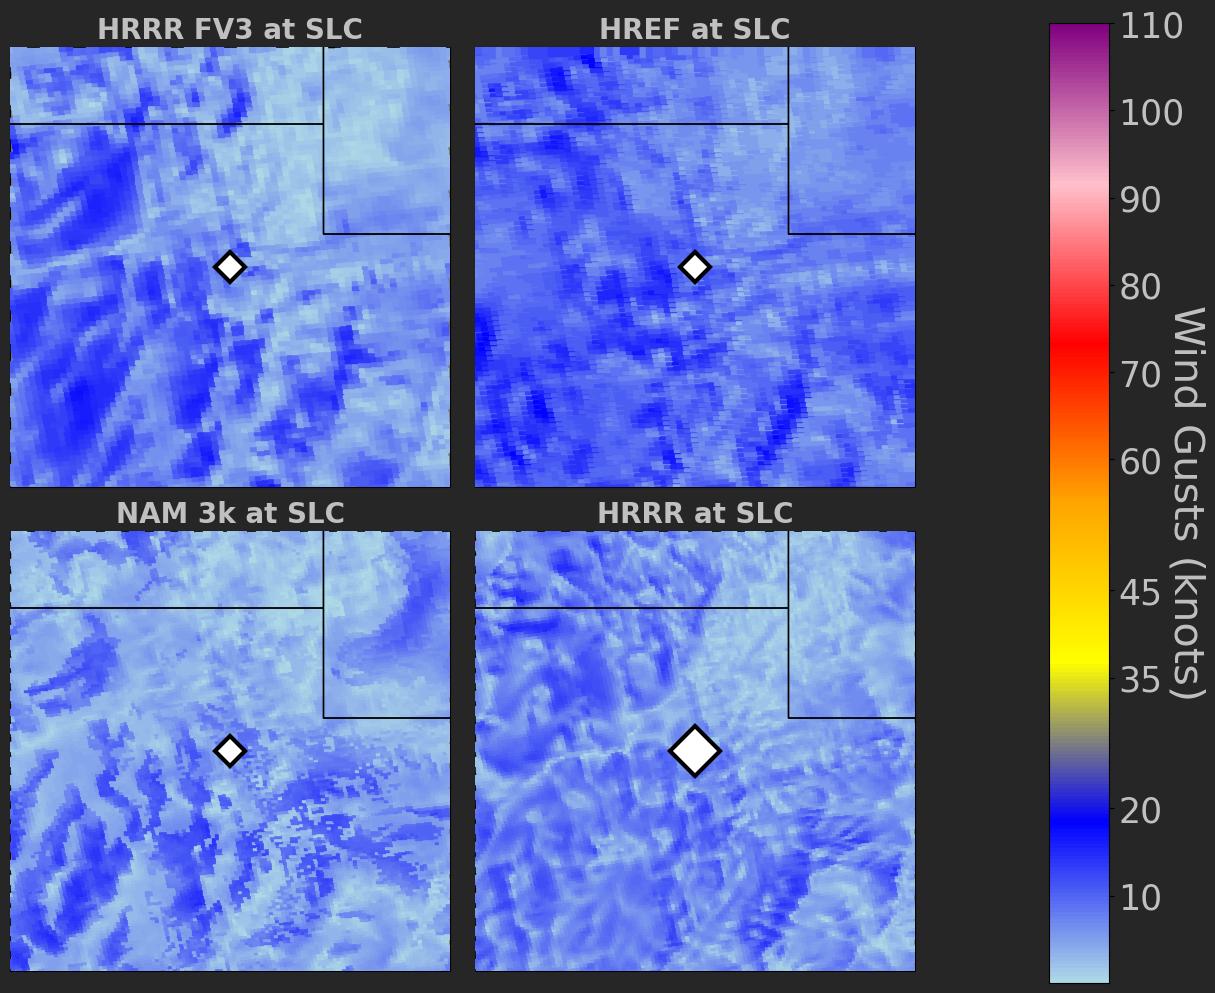 HRRR FV3 at SLC
HREF at SLC
NAM 3k at SLC
HRRR at SLC
110
100
90
80
70
60
45
35
20
10
Wind Gusts (knots)